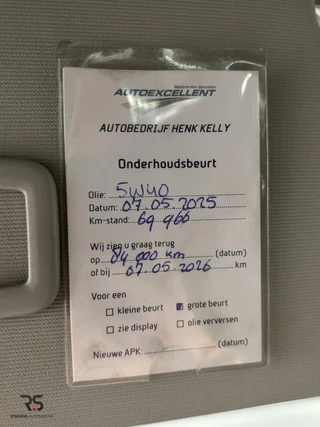 AUTOEXCELLENT
AUTOBEDRIJF HENK KELLY
Onderhoudsbeurt
Olie: 5W40
Datum: 07.05.2025
Km-stand: 69 966
Wij zien u graag terug
op 84 000 km (datum)
of bij 07.05.2026 km
Voor een
kleine beurt grote beurt
zie display olie verversen
Nieuwe APK: (datum)
RS